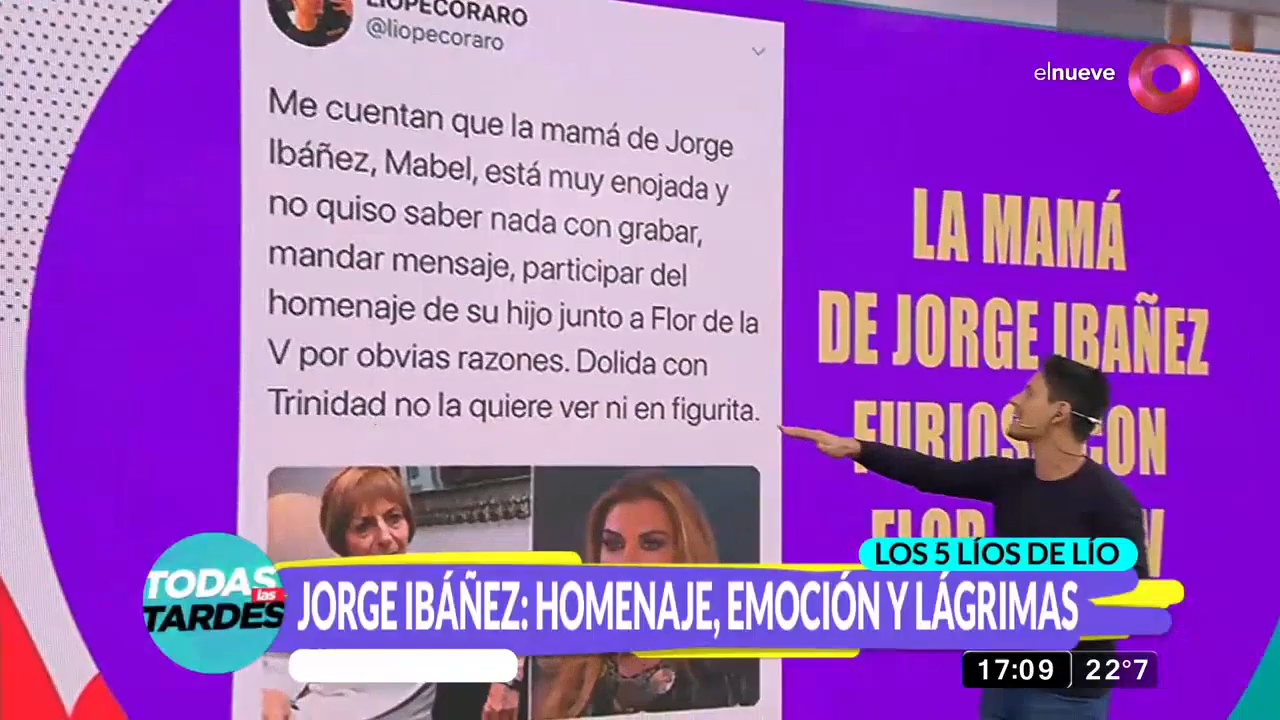 LIOPECORARO
@liopecoraro
Me cuentan que la mamá de Jorge
Ibáñez, Mabel, está muy enojada y
no quiso saber nada con grabar,
mandar mensaje, participar del
homenaje de su hijo junto a Flor de la
V por obvias razones. Dolida con
Trinidad no la quiere ver ni en figurita.
elnueve
LA MAMÁ
DE JORGE IBAÑEZ
FURIOSA CON
FLOR
LOS 5 LÍOS DE LÍO
TODAS
las
TARDES
JORGE IBÁÑEZ: HOMENAJE, EMOCIÓN Y LÁGRIMAS
17:09 22°7